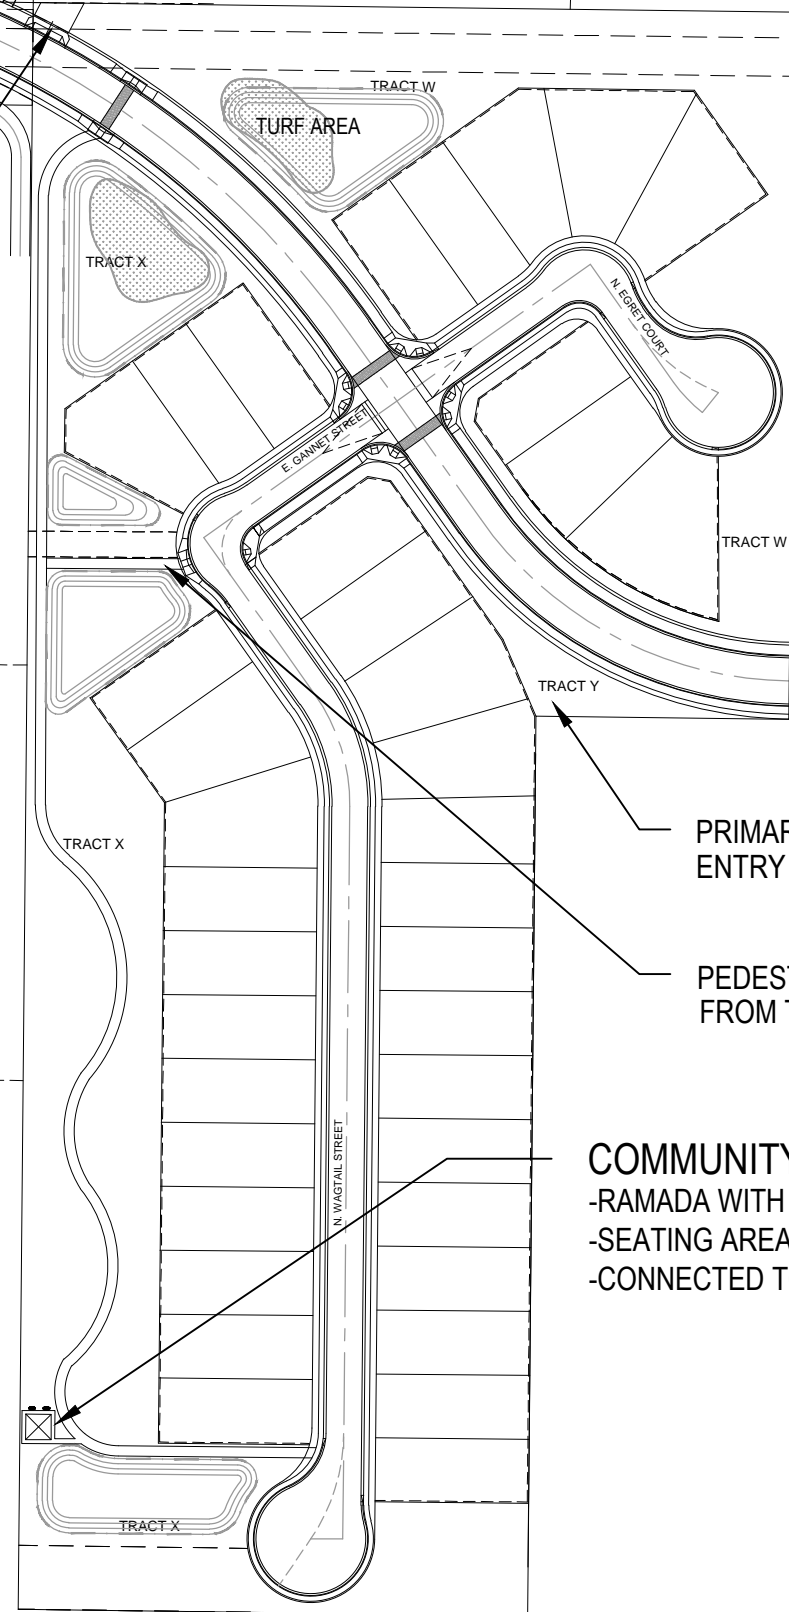 TRACT W
TURF AREA
TRACT X
N. EGRET COURT
E. GANNET STREET
TRACT W
TRACT Y
PRIMAR
ENTRY
TRACT X
PEDEST
FROM T
N. WAGTAIL STREET
COMMUNITY
-RAMADA WITH
-SEATING AREA
-CONNECTED T
TRACT X